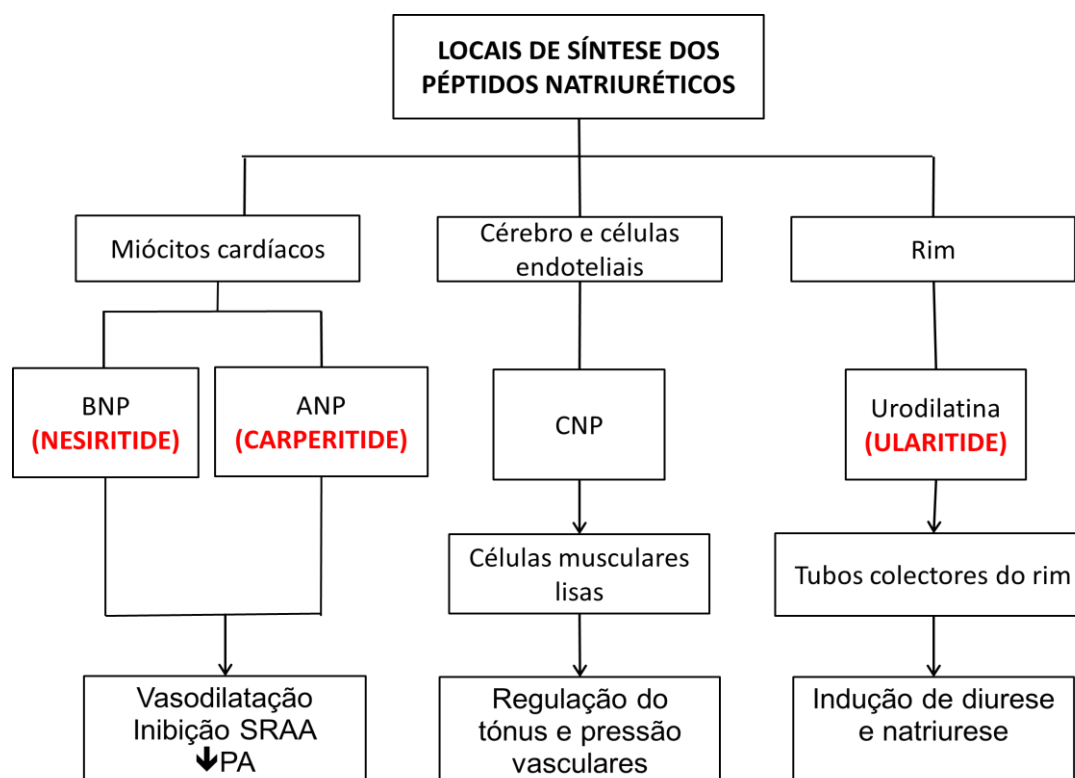 LOCAIS DE SÍNTESE DOS
PÉPTIDOS NATRIURÉTICOS
Miócitos cardíacos
Cérebro e células
endoteliais
Rim
BNP
(NESIRITIDE)
ANP
(CARPERITIDE)
CNP
Urodilatina
(ULARITIDE)
Células musculares
lisas
Tubos colectores do rim
Vasodilatação
Inibição SRAA
🡻PA
Regulação do
tónus e pressão
vasculares
Indução de diurese
e natriurese